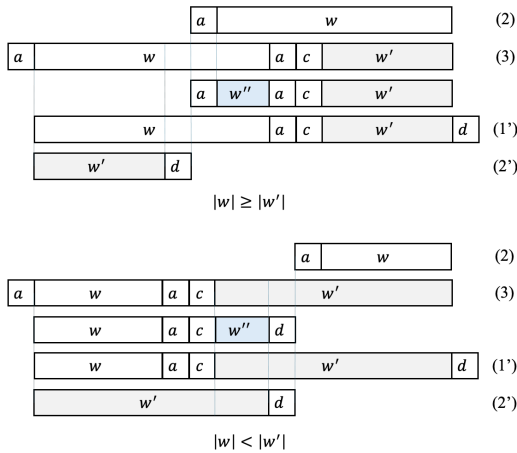 a w (2)
a w a c w′ (3)
a w″ a c w′
w a c w′ d (1')
w′ d (2')
|w| ≥ |w′|
a w (2)
a w a c w′ (3)
w a c w″ d
w a c w′ d (1')
w′ d (2')
|w| < |w′|